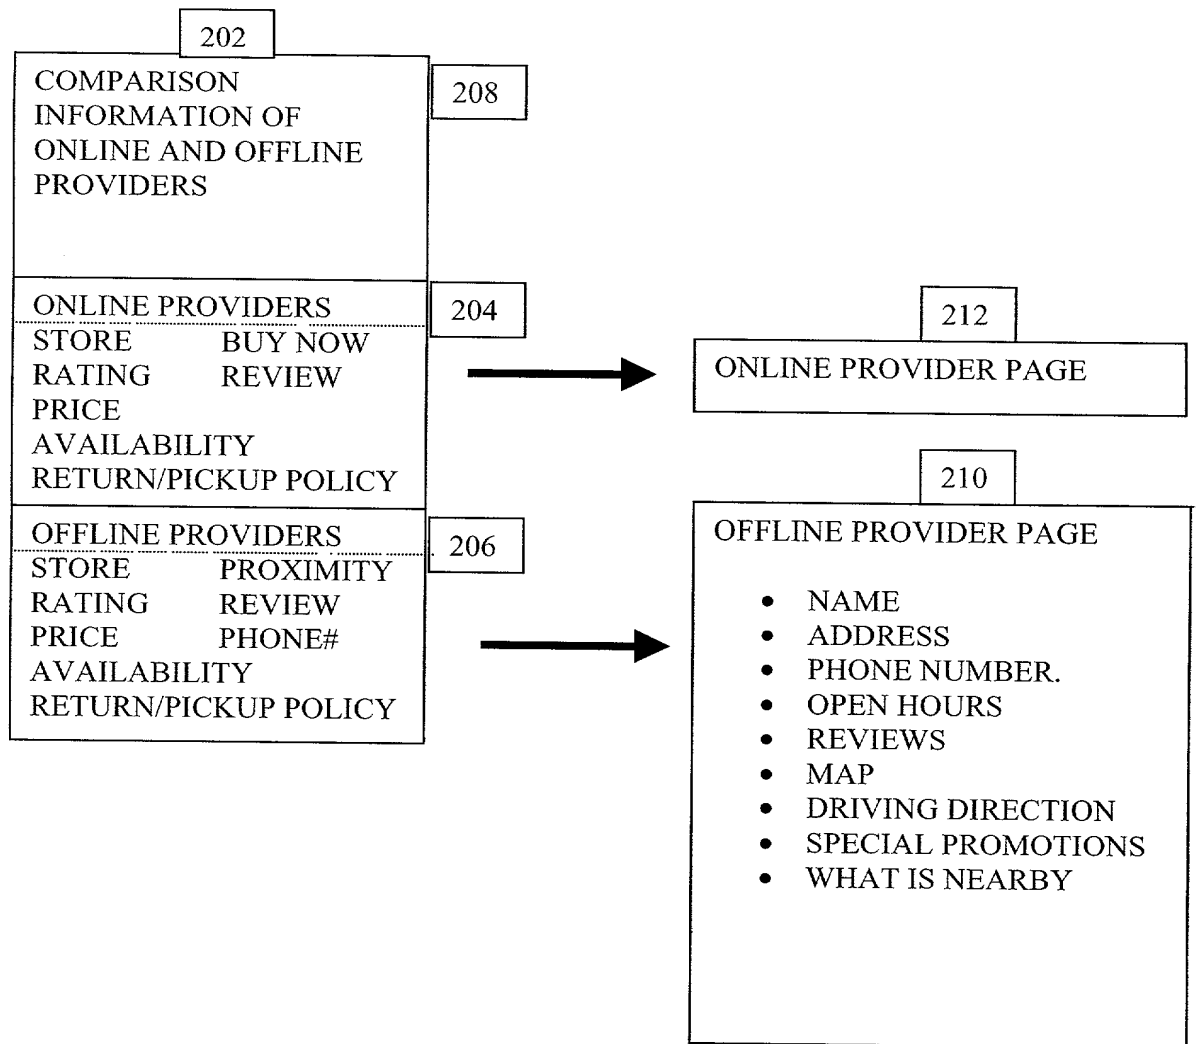 202
COMPARISON
INFORMATION OF
ONLINE AND OFFLINE
PROVIDERS
208
ONLINE PROVIDERS
204
STORE BUY NOW
RATING REVIEW
PRICE
AVAILABILITY
RETURN/PICKUP POLICY
OFFLINE PROVIDERS
206
STORE PROXIMITY
RATING REVIEW
PRICE PHONE#
AVAILABILITY
RETURN/PICKUP POLICY
212
ONLINE PROVIDER PAGE
210
OFFLINE PROVIDER PAGE
• NAME
• ADDRESS
• PHONE NUMBER.
• OPEN HOURS
• REVIEWS
• MAP
• DRIVING DIRECTION
• SPECIAL PROMOTIONS
• WHAT IS NEARBY